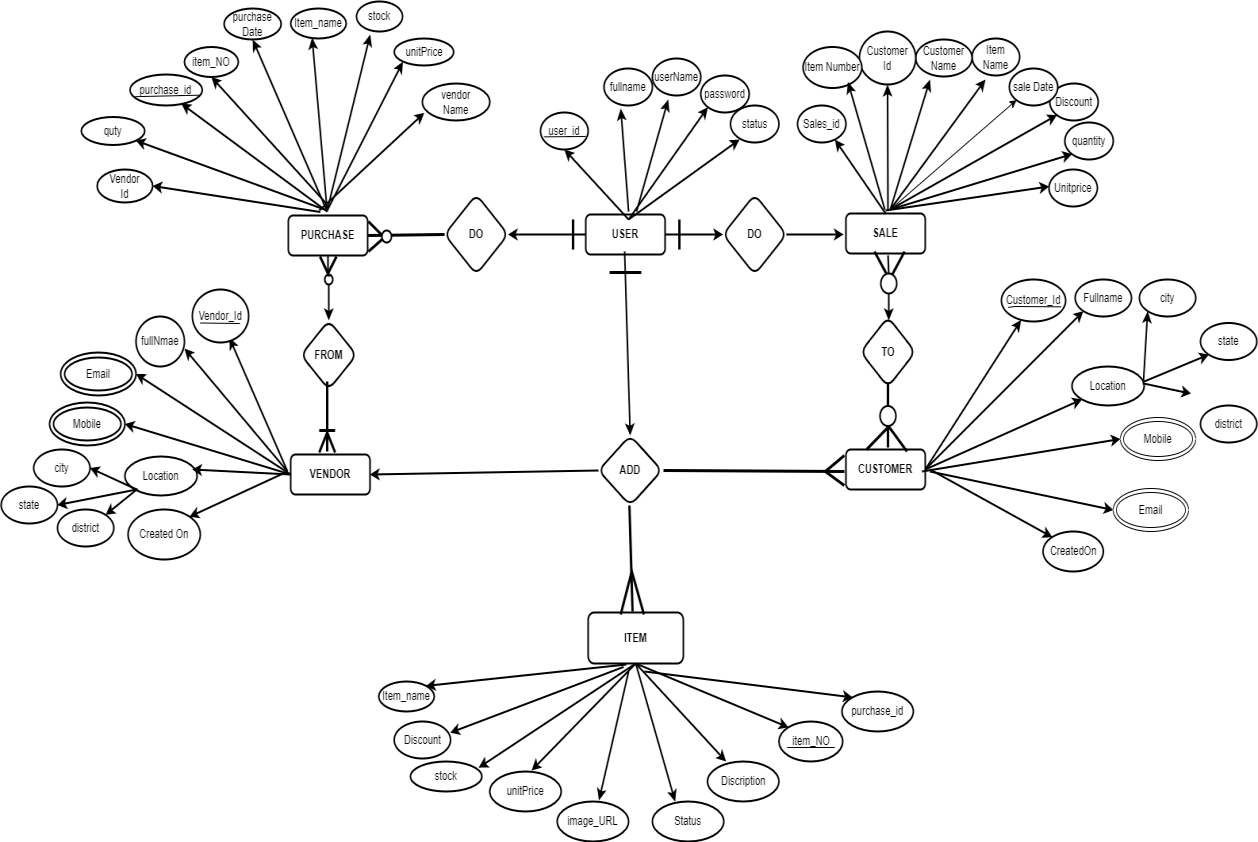 purchase
Date
Item_name
stock
item_NO
unitPrice
purchase_id
vendor
Name
quty
Vendor
Id
fullname
userName
password
user_id
status
Item Number
Customer
Id
Customer
Name
Item
Name
sale Date
Discount
Sales_id
quantity
Unitprice
PURCHASE
DO
USER
DO
SALE
Vendor_Id
fullNmae
Email
Mobile
city
Location
state
district
Created On
FROM
VENDOR
ADD
TO
CUSTOMER
Customer_Id
Fullname
city
state
Location
district
Mobile
Email
CreatedOn
ITEM
Item_name
Discount
stock
unitPrice
image_URL
Status
Discription
item_NO
purchase_id